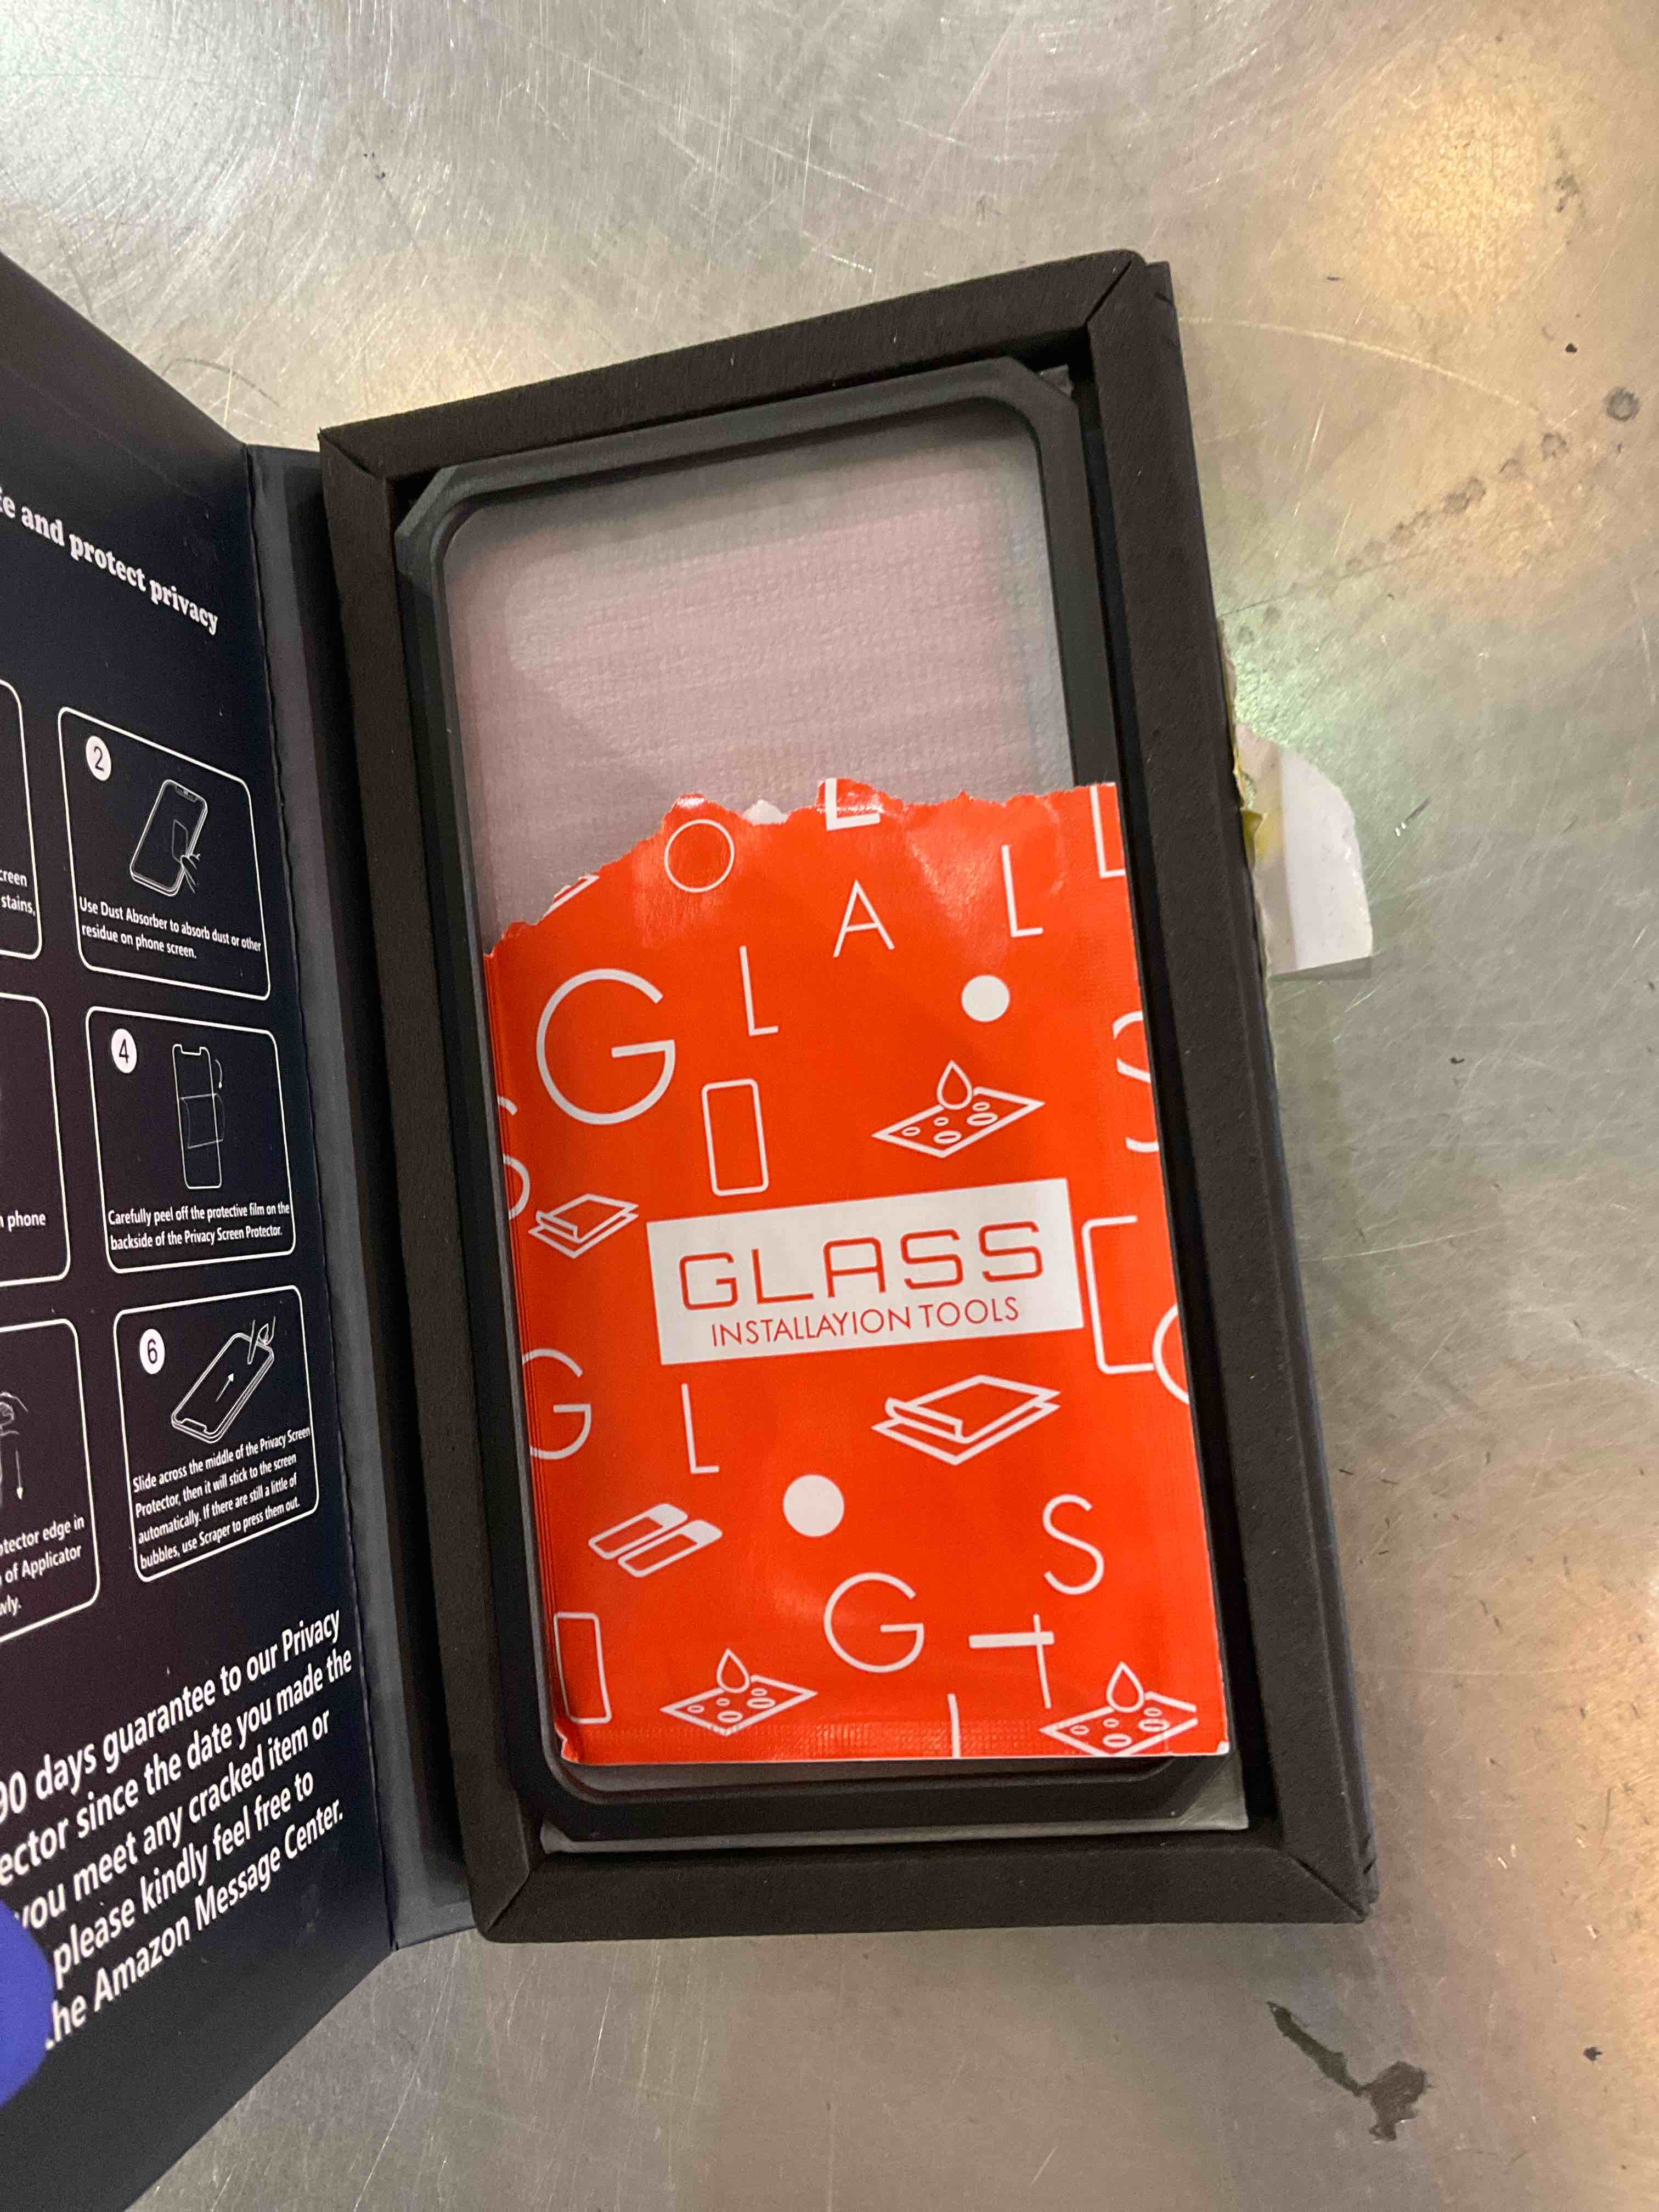 e and protect privacy
creen
stains,
2
Use Dust Absorber to absorb dust or other
residue on phone screen.
phone
4
Carefully peel off the protective film on the
backside of the Privacy Screen Protector.
tector edge in
of Applicator
wly.
6
Slide across the middle of the Privacy Screen
Protector, then it will stick to the screen
automatically. If there are still a little of
bubbles, use Scraper to press them out.
90 days guarantee to our Privacy
ector since the date you made the
you meet any cracked item or
please kindly feel free to
he Amazon Message Center.
O L L
A L
G L
S
S
GLASS
INSTALLAYION TOOLS
G L
S
G